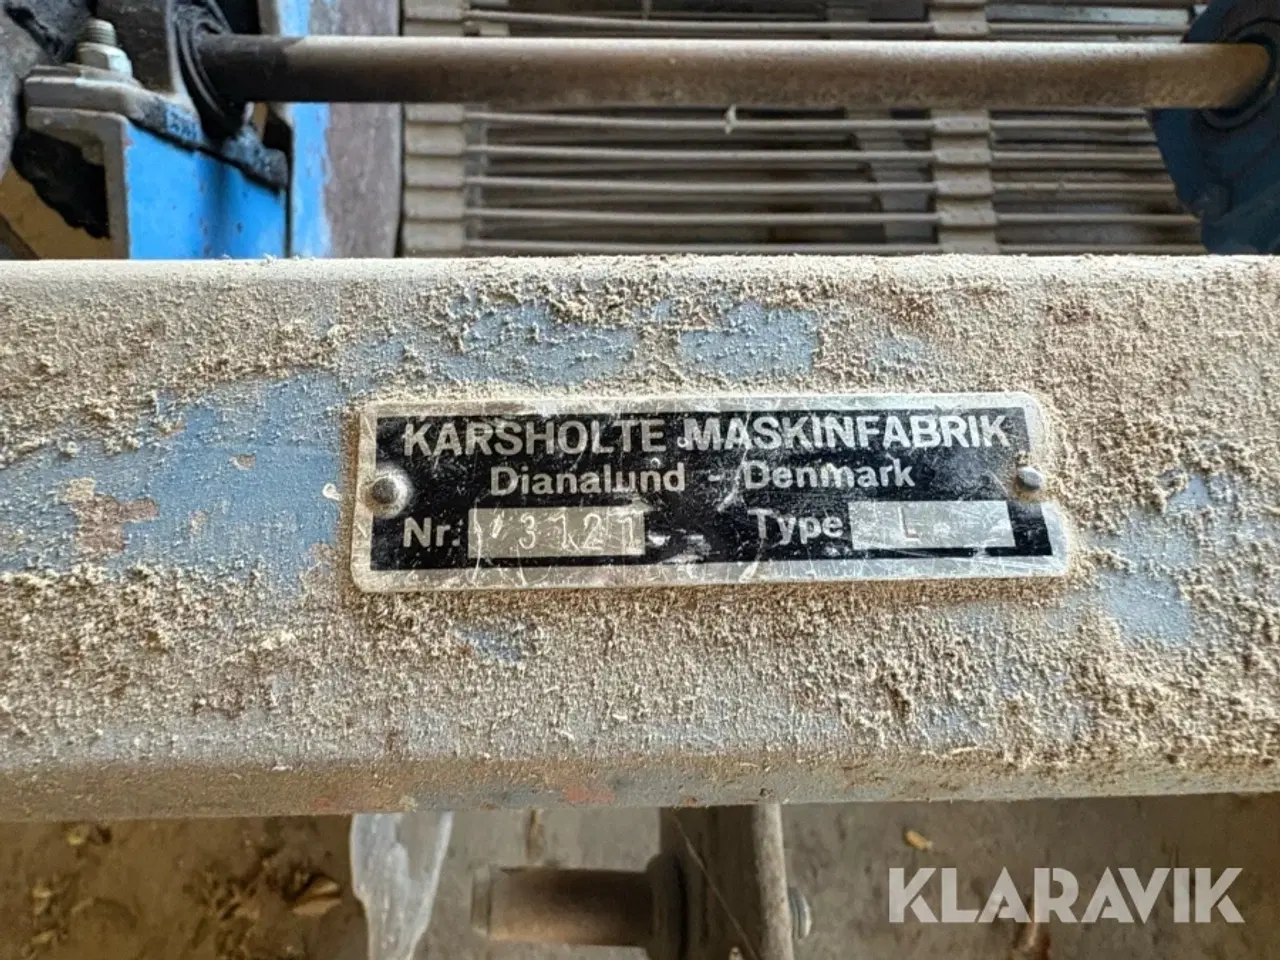 KARSHOLTE MASKINFABRIK
Dianalund - Denmark
Nr. 3121 Type L
KLARAVIK